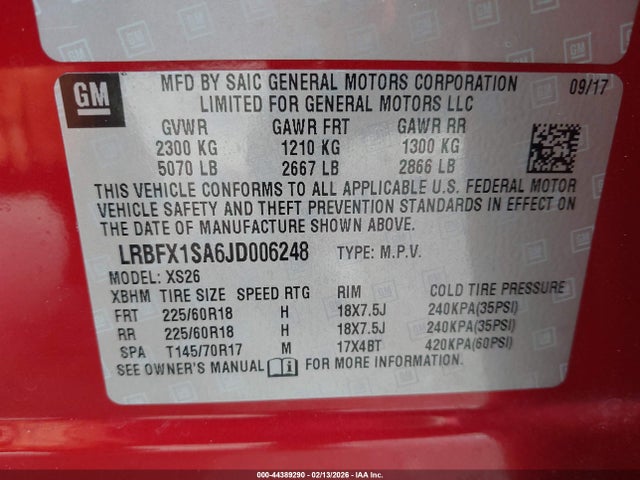 GM
MFD BY SAIC GENERAL MOTORS CORPORATION 09/17
LIMITED FOR GENERAL MOTORS LLC
GVWR GAWR FRT GAWR RR
2300 KG 1210 KG 1300 KG
5070 LB 2667 LB 2866 LB
THIS VEHICLE CONFORMS TO ALL APPLICABLE U.S. FEDERAL MOTOR
VEHICLE SAFETY AND THEFT PREVENTION STANDARDS IN EFFECT ON
THE DATE OF MANUFACTURE SHOWN ABOVE.
LRBFX1SA6JD006248 TYPE: M.P.V.
MODEL: XS26
XBHM TIRE SIZE SPEED RTG RIM COLD TIRE PRESSURE
FRT 225/60R18 H 18X7.5J 240KPA(35PSI)
RR 225/60R18 H 18X7.5J 240KPA(35PSI)
SPA T145/70R17 M 17X4BT 420KPA(60PSI)
SEE OWNER'S MANUAL FOR MORE INFORMATION.
000-44389290 - 02/13/2026 - IAA Inc.